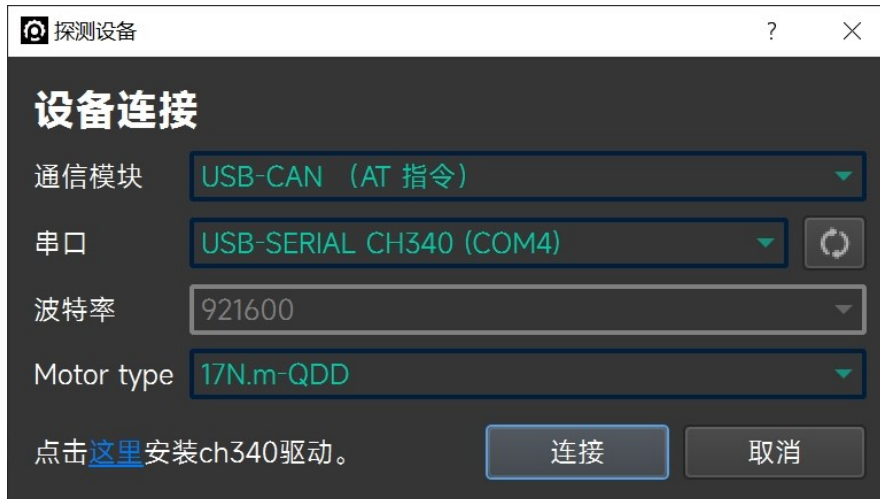 探测设备
设备连接
通信模块 USB-CAN （AT 指令）
串口 USB-SERIAL CH340 (COM4)
波特率 921600
Motor type 17N.m-QDD
点击这里安装ch340驱动。 连接 取消